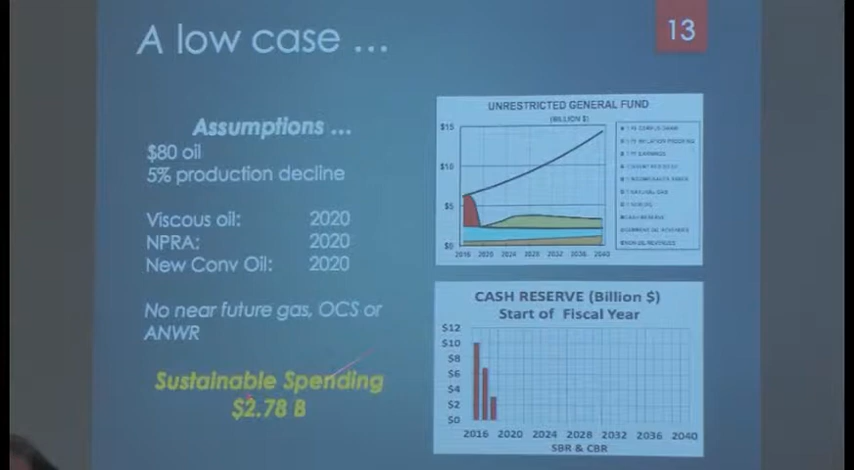 A low case ...
13
Assumptions ...
$80 oil
5% production decline
Viscous oil: 2020
NPRA: 2020
New Conv Oil: 2020
No near future gas, OCS or
ANWR
Sustainable Spending
$2.78 B
UNRESTRICTED GENERAL FUND
(BILLION $)
$15
$10
$5
$0
2016 2020 2024 2028 2032 2036 2040
CASH RESERVE (Billion $)
Start of Fiscal Year
$12
$10
$8
$6
$4
$2
$0
2016 2020 2024 2028 2032 2036 2040
SBR & CBR